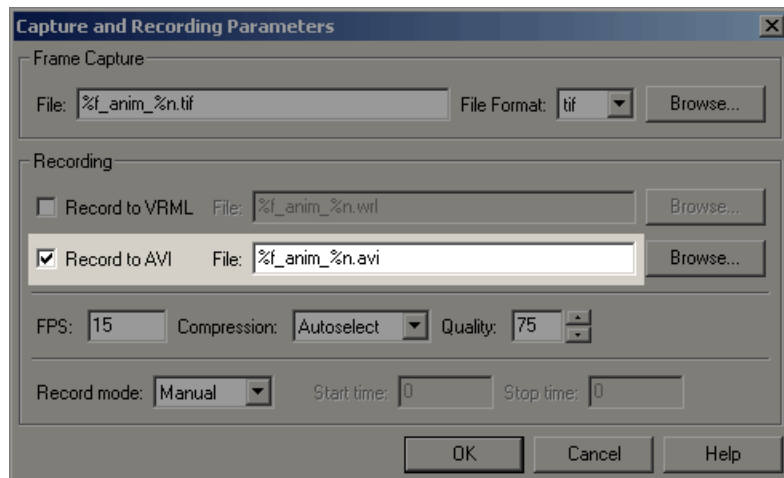 Capture and Recording Parameters
Frame Capture
File: %f_anim_%n.tif File Format: tif Browse...
Recording
Record to VRML File: %f_anim_%n.wrl Browse...
Record to AVI File: %f_anim_%n.avi Browse...
FPS: 15 Compression: Autoselect Quality: 75
Record mode: Manual Start time: 0 Stop time: 0
OK Cancel Help